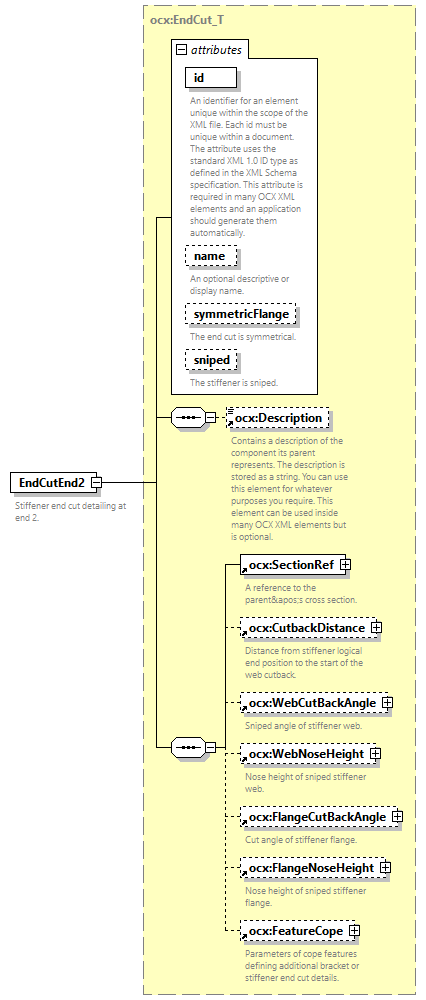 ocx:EndCut_T
attributes
id
An identifier for an element
unique within the scope of the
XML file. Each id must be
unique within a document.
The attribute uses the
standard XML 1.0 ID type as
defined in the XML Schema
specification. This attribute is
required in many OCX XML
elements and an application
should generate them
automatically.
name
An optional descriptive or
display name.
symmetricFlange
The end cut is symmetrical.
sniped
The stiffener is sniped.
ocx:Description
Contains a description of the
component its parent
represents. The description is
stored as a string. You can use
this element for whatever
purposes you require. This
element can be used inside
many OCX XML elements but
is optional.
EndCutEnd2
Stiffener end cut detailing at
end 2.
ocx:SectionRef
A reference to the
parent&apos;s cross section.
ocx:CutbackDistance
Distance from stiffener logical
end position to the start of the
web cutback.
ocx:WebCutBackAngle
Sniped angle of stiffener web.
ocx:WebNoseHeight
Nose height of sniped stiffener
web.
ocx:FlangeCutBackAngle
Cut angle of stiffener flange.
ocx:FlangeNoseHeight
Nose height of sniped stiffener
flange.
ocx:FeatureCope
Parameters of cope features
defining additional bracket or
stiffener end cut details.